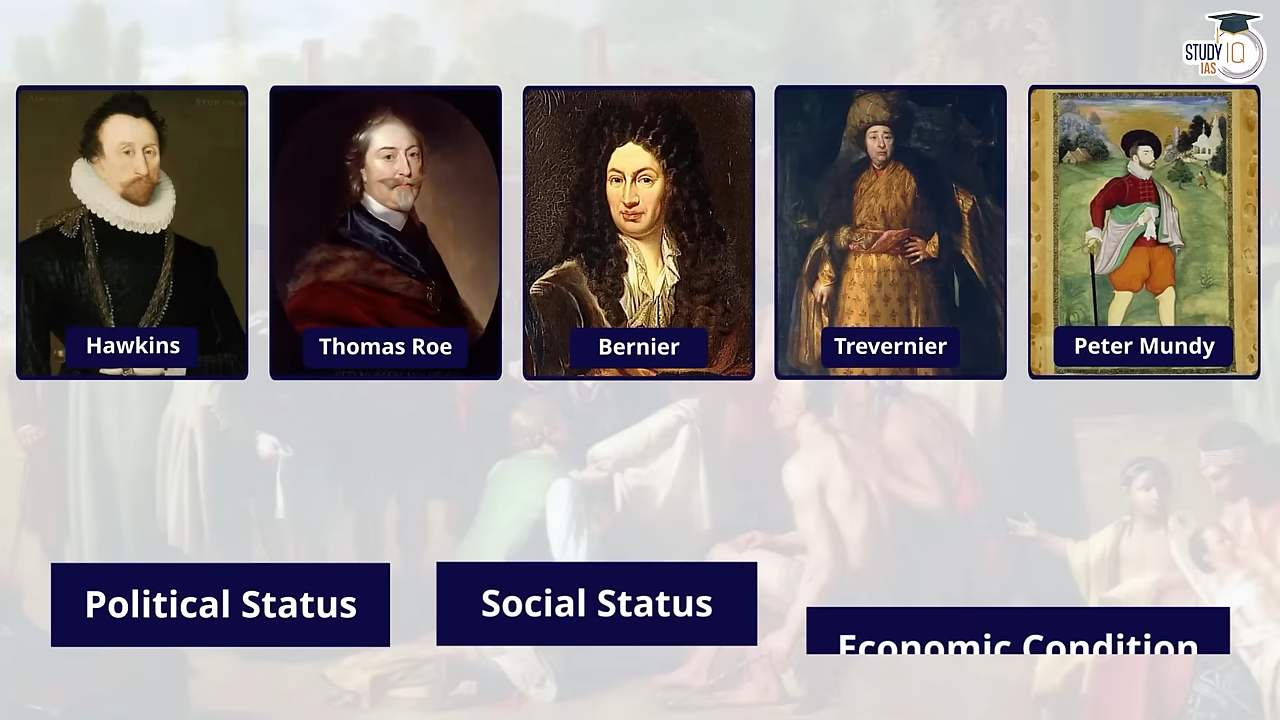 STUDY IQ
IAS
Hawkins
Thomas Roe
Bernier
Trevernier
Peter Mundy
Political Status
Social Status
Economic Condition